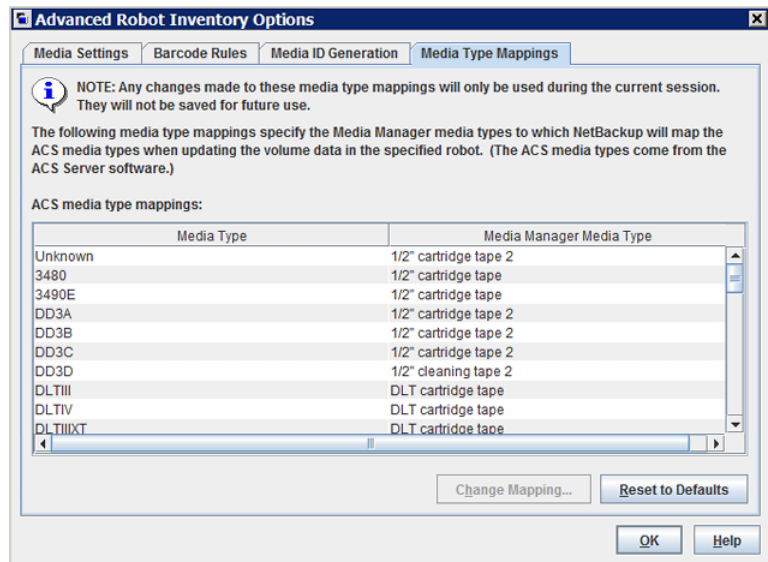 Advanced Robot Inventory Options
Media Settings Barcode Rules Media ID Generation Media Type Mappings
NOTE: Any changes made to these media type mappings will only be used during the current session.
They will not be saved for future use.
The following media type mappings specify the Media Manager media types to which NetBackup will map the
ACS media types when updating the volume data in the specified robot. (The ACS media types come from the
ACS Server software.)
ACS media type mappings:
Media Type Media Manager Media Type
Unknown 1/2" cartridge tape 2
3480 1/2" cartridge tape
3490E 1/2" cartridge tape
DD3A 1/2" cartridge tape 2
DD3B 1/2" cartridge tape 2
DD3C 1/2" cartridge tape 2
DD3D 1/2" cleaning tape 2
DLTIII DLT cartridge tape
DLTIV DLT cartridge tape
DLTIIIXT DLT cartridge tape
Change Mapping... Reset to Defaults
OK Help